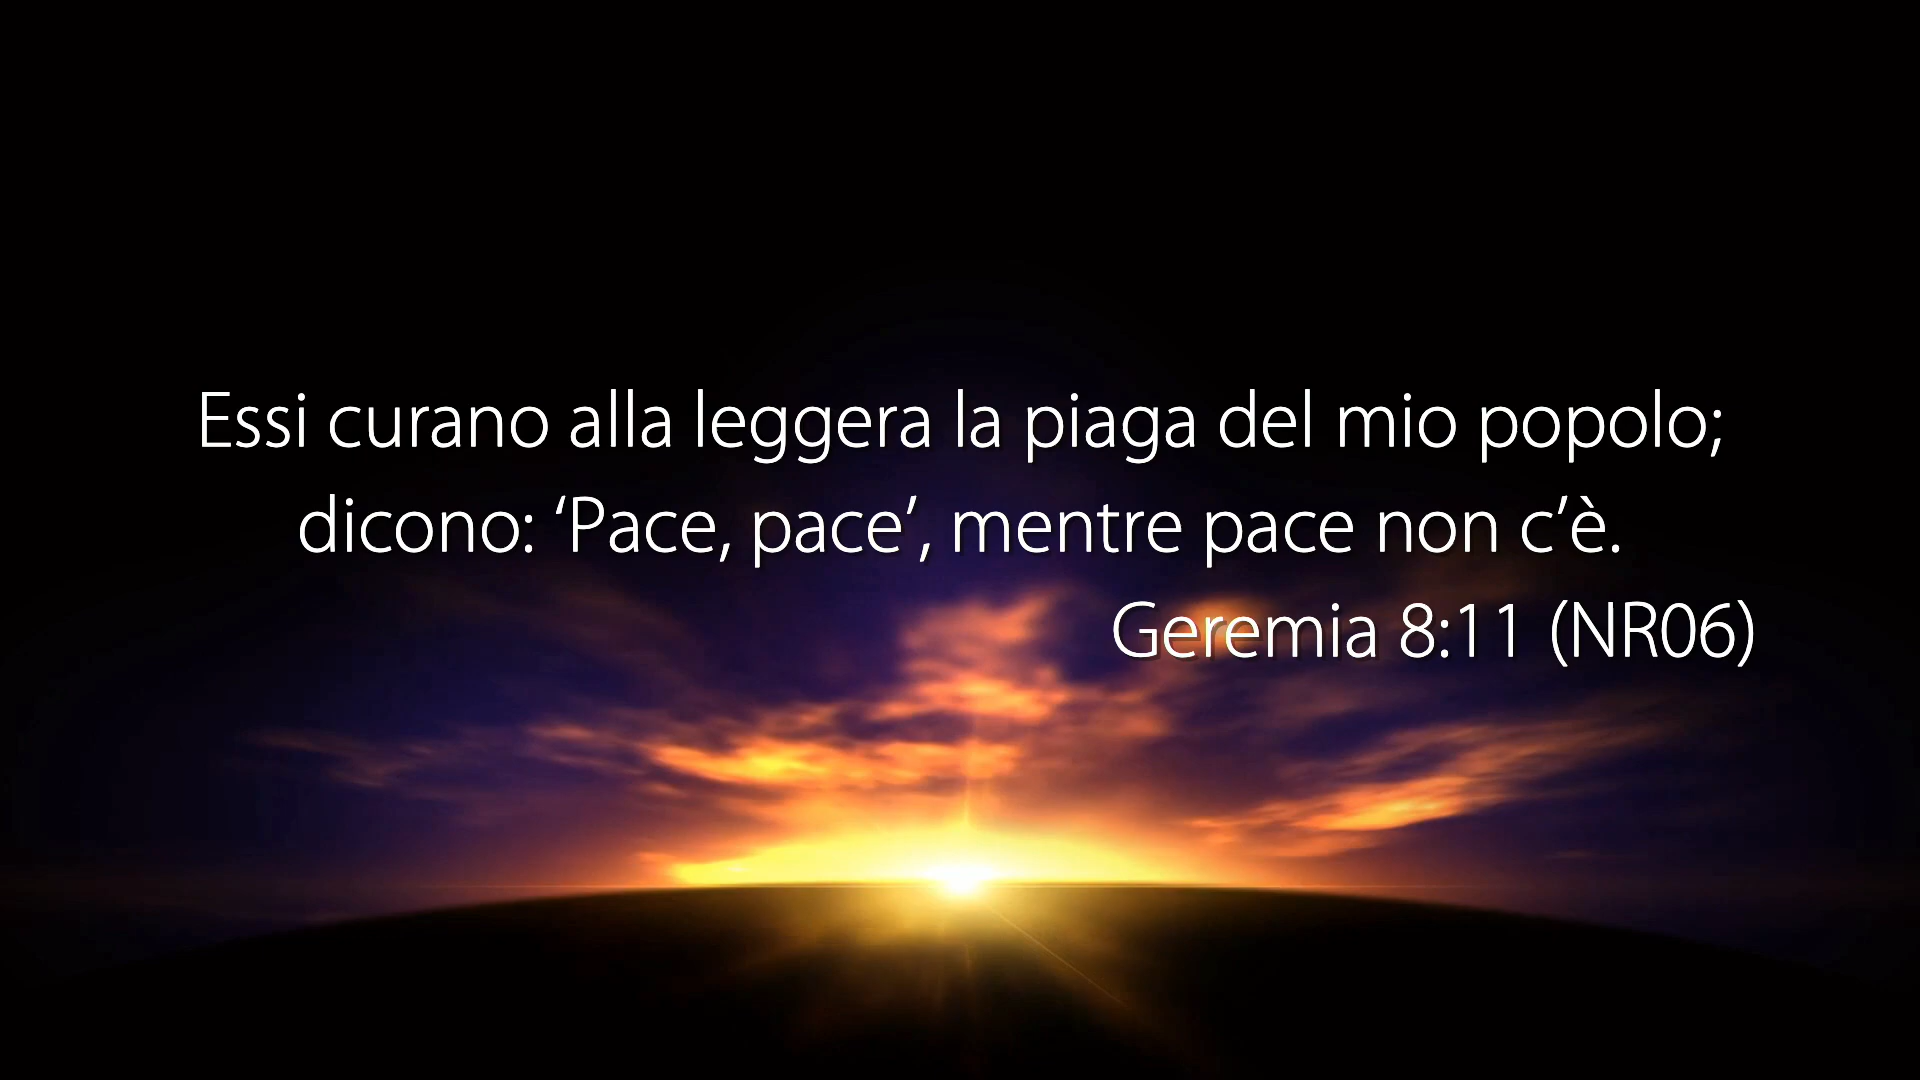 Essi curano alla leggera la piaga del mio popolo;
dicono: ‘Pace, pace’, mentre pace non c’è.
Geremia 8:11 (NR06)